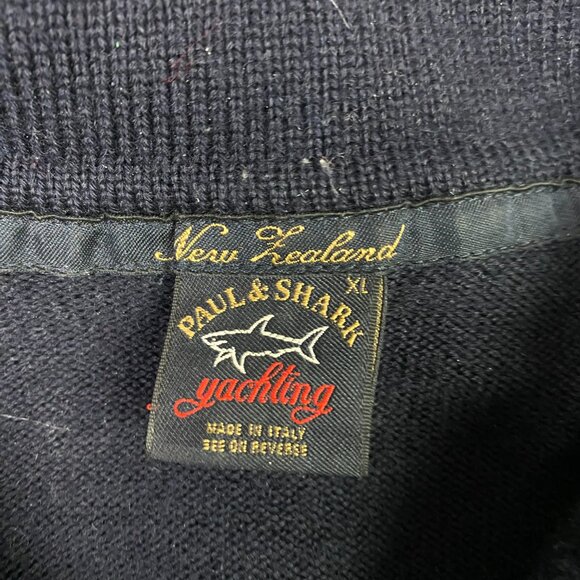 New Zealand
XL
PAUL & SHARK
yachting
MADE IN ITALY
SEE ON REVERSE